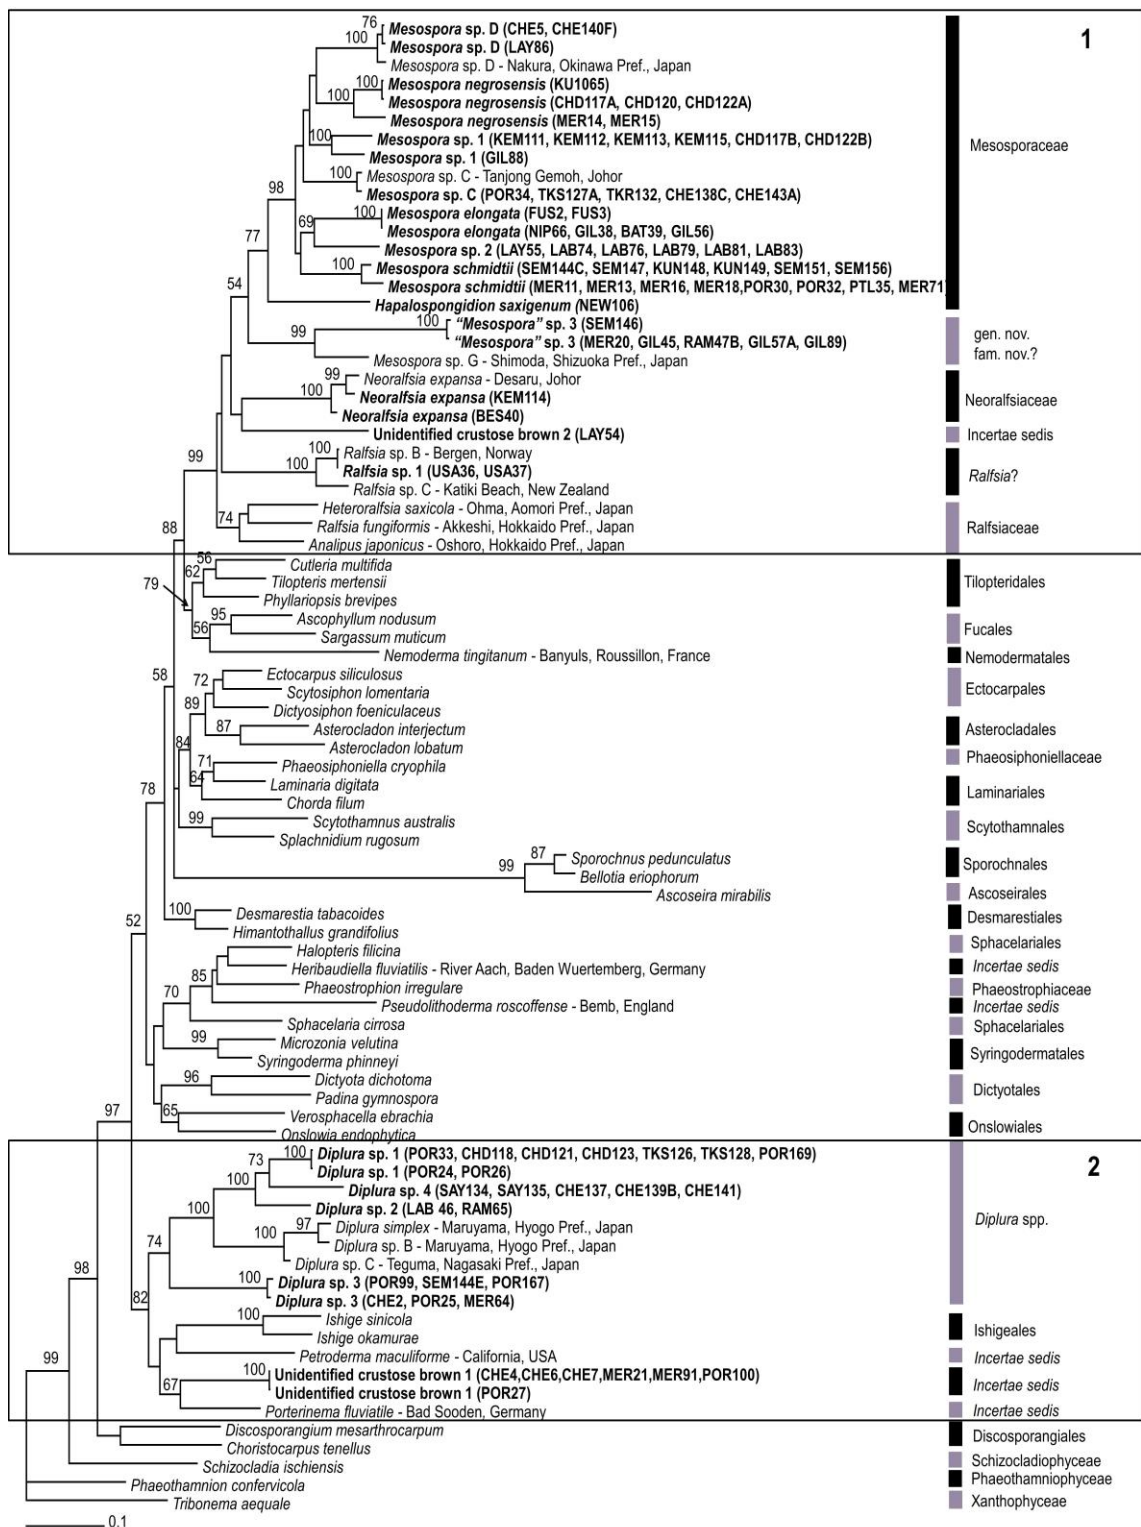 76
Mesospora sp. D (CHE5, CHE140F)
1
100
Mesospora sp. D (LAY86)
Mesospora sp. D - Nakura, Okinawa Pref., Japan
100
Mesospora negrosensis (KU1065)
100
Mesospora negrosensis (CHD117A, CHD120, CHD122A)
Mesospora negrosensis (MER14, MER15)
100
Mesospora sp. 1 (KEM111, KEM112, KEM113, KEM115, CHD117B, CHD122B)
Mesosporaceae
Mesospora sp. 1 (GIL88)
100
Mesospora sp. C - Tanjong Gemoh, Johor
98
Mesospora sp. C (POR34, TKS127A, TKR132, CHE138C, CHE143A)
100
Mesospora elongata (FUS2, FUS3)
69
Mesospora elongata (NIP66, GIL38, BAT39, GIL56)
77
Mesospora sp. 2 (LAY55, LAB74, LAB76, LAB79, LAB81, LAB83)
100
Mesospora schmidtii (SEM144C, SEM147, KUN148, KUN149, SEM151, SEM156)
Mesospora schmidtii (MER11, MER13, MER16, MER18,POR30, POR32, PTL35, MER71)
54
Hapalospongidion saxigenum (NEW106)
100
"Mesospora" sp. 3 (SEM146)
99
"Mesospora" sp. 3 (MER20, GIL45, RAM47B, GIL57A, GIL89)
gen. nov.
fam. nov.?
Mesospora sp. G - Shimoda, Shizuoka Pref., Japan
99
Neoralfsia expansa - Desaru, Johor
100
Neoralfsia expansa (KEM114)
Neoralfsiaceae
Neoralfsia expansa (BES40)
Unidentified crustose brown 2 (LAY54)
Incertae sedis
99
100
Ralfsia sp. B - Bergen, Norway
100
Ralfsia sp. 1 (USA36, USA37)
Ralfsia?
Ralfsia sp. C - Katiki Beach, New Zealand
Heteroralfsia saxicola - Ohma, Aomori Pref., Japan
74
Ralfsia fungiformis - Akkeshi, Hokkaido Pref., Japan
Ralfsiaceae
88
Analipus japonicus - Oshoro, Hokkaido Pref., Japan
56
Cutleria multifida
62
Tilopteris mertensii
Tilopteridales
79
Phyllariopsis brevipes
95
Ascophyllum nodusum
56
Sargassum muticum
Fucales
Nemoderma tingitanum - Banyuls, Roussillon, France
Nemodermatales
58
72
Ectocarpus siliculosus
Scytosiphon lomentaria
Ectocarpales
89
Dictyosiphon foeniculaceus
87
Asterocladon interjectum
Asterocladales
84
Asterocladon lobatum
71
Phaeosiphoniella cryophila
Phaeosiphoniellaceae
64
Laminaria digitata
Laminariales
78
Chorda filum
99
Scytothamnus australis
Scytothamnales
Splachnidium rugosum
87
Sporochnus pedunculatus
Sporochnales
99
Bellotia eriophorum
Ascoseira mirabilis
Ascoseirales
100
Desmarestia tabacoides
Desmarestiales
52
Himantothallus grandifolius
Halopteris filicina
Sphacelariales
85
Heribaudiella fluviatilis - River Aach, Baden Wuertemberg, Germany
Incertae sedis
Phaeostrophion irregulare
Phaeostrophiaceae
70
Pseudolithoderma roscoffense - Bemb, England
Incertae sedis
Sphacelaria cirrosa
Sphacelariales
99
Microzonia velutina
Syringodermatales
Syringoderma phinneyi
96
Dictyota dichotoma
Dictyotales
Padina gymnospora
97
65
Verosphacella ebrachia
Onslowiales
Onslowia endophytica
100
Diplura sp. 1 (POR33, CHD118, CHD121, CHD123, TKS126, TKS128, POR169)
2
73
Diplura sp. 1 (POR24, POR26)
100
Diplura sp. 4 (SAY134, SAY135, CHE137, CHE139B, CHE141)
Diplura sp. 2 (LAB 46, RAM65)
100
97
Diplura simplex - Maruyama, Hyogo Pref., Japan
Diplura spp.
100
Diplura sp. B - Maruyama, Hyogo Pref., Japan
74
Diplura sp. C - Teguma, Nagasaki Pref., Japan
98
100
Diplura sp. 3 (POR99, SEM144E, POR167)
82
Diplura sp. 3 (CHE2, POR25, MER64)
100
Ishige sinicola
Ishigeales
Ishige okamurae
Petroderma maculiforme - California, USA
Incertae sedis
99
100
Unidentified crustose brown 1 (CHE4,CHE6,CHE7,MER21,MER91,POR100)
Incertae sedis
67
Unidentified crustose brown 1 (POR27)
Porterinema fluviatile - Bad Sooden, Germany
Incertae sedis
Discosporangium mesarthrocarpum
Discosporangiales
Choristocarpus tenellus
Schizocladia ischiensis
Schizocladiophyceae
Phaeothamnion confervicola
Phaeothamniophyceae
Tribonema aequale
Xanthophyceae
0.1